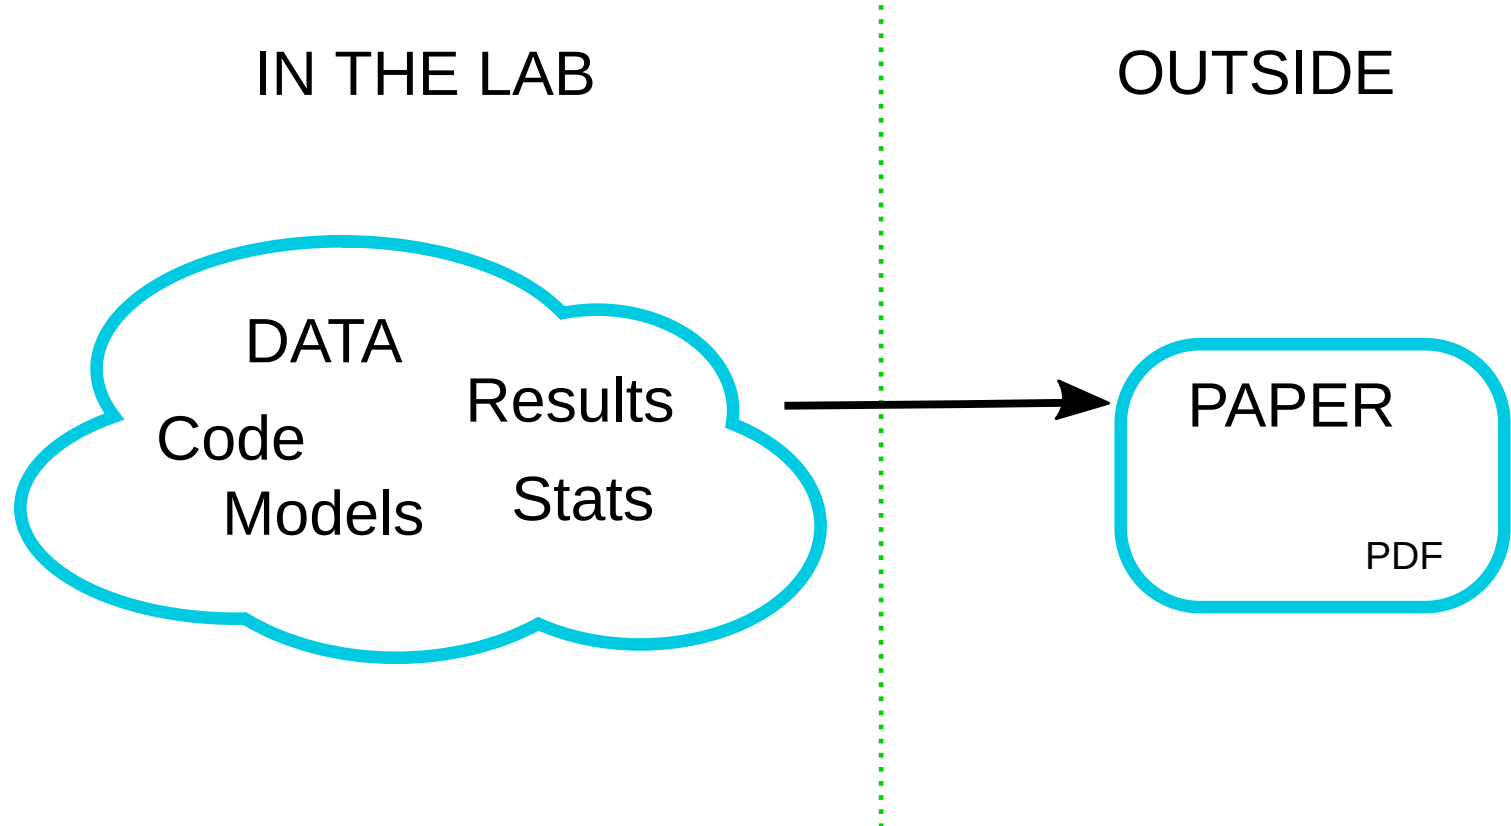 IN THE LAB
OUTSIDE
DATA
Results
Code
Models
Stats
PAPER
PDF